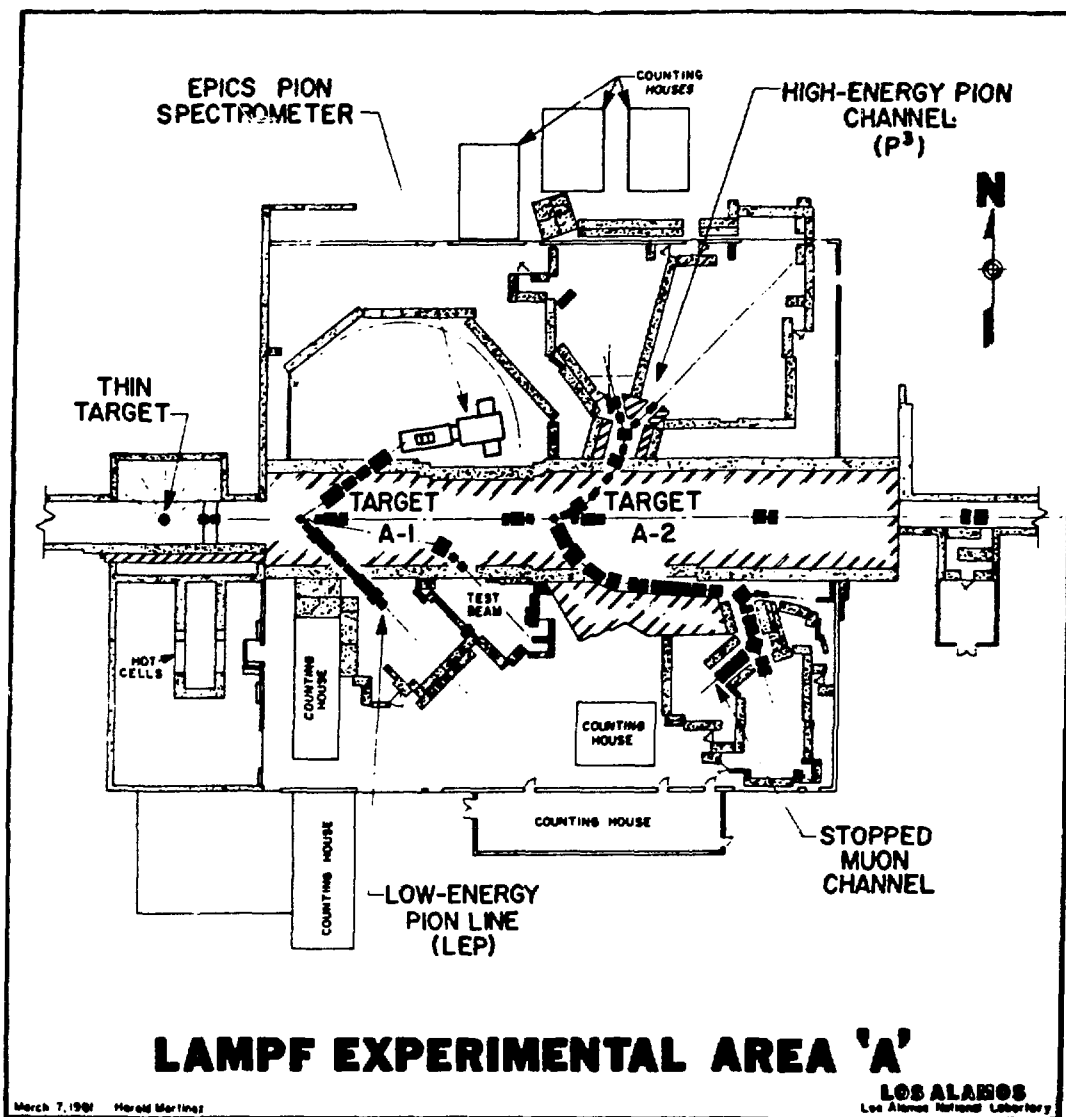 EPICS PION
SPECTROMETER
COUNTING
HOUSES
HIGH-ENERGY PION
CHANNEL
(P³)
N
THIN
TARGET
TARGET
A-1
TARGET
A-2
TEST
BEAM
HOT
CELLS
COUNTING
HOUSE
COUNTING
HOUSE
COUNTING HOUSE
COUNTING HOUSE
STOPPED
MUON
CHANNEL
LOW-ENERGY
PION LINE
(LEP)
LAMPF EXPERIMENTAL AREA 'A'
March 7, 1981 Harold Martinez
LOS ALAMOS
Los Alamos National Laboratory